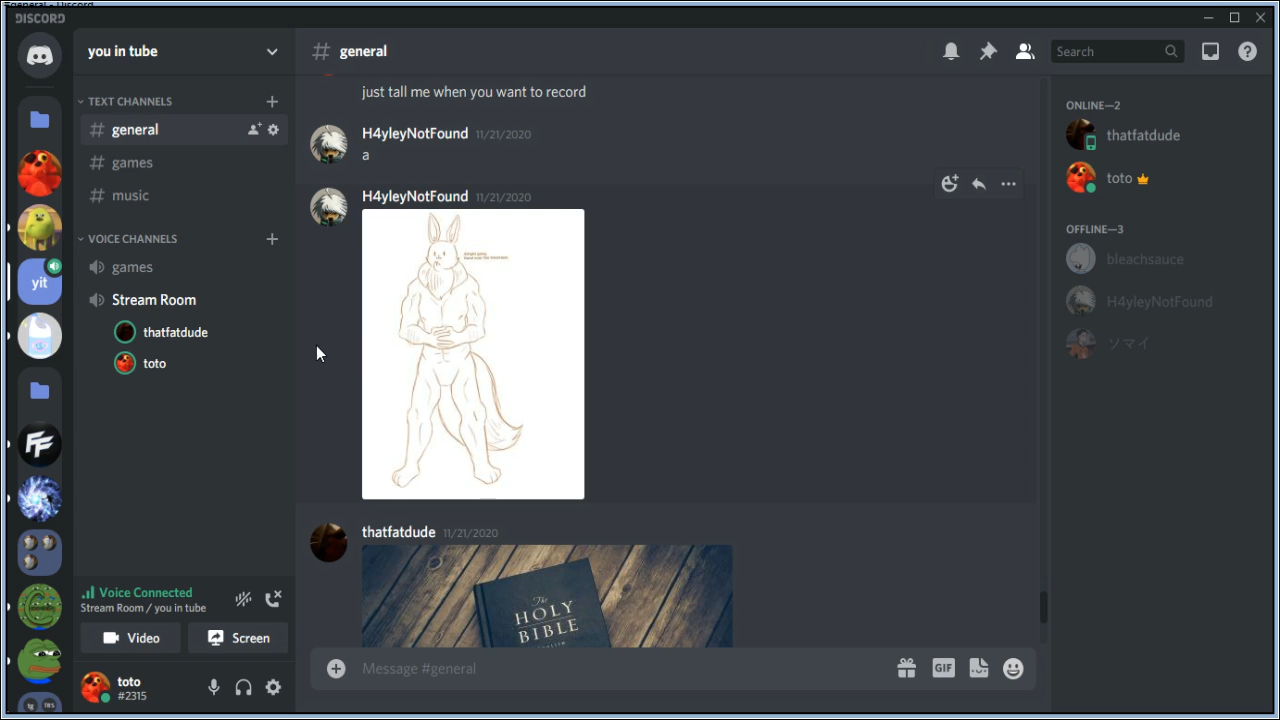 #general - Discord
DISCORD
you in tube
general
Search
just tall me when you want to record
TEXT CHANNELS
general
games
music
VOICE CHANNELS
games
Stream Room
thatfatdude
toto
yit
H4yleyNotFound 11/21/2020
a
H4yleyNotFound 11/21/2020
thatfatdude 11/21/2020
The
HOLY
BIBLE
ONLINE—2
thatfatdude
toto
OFFLINE—3
bleachsauce
H4yleyNotFound
ソマイ
Voice Connected
Stream Room / you in tube
Video
Screen
toto
#2315
Message #general
GIF